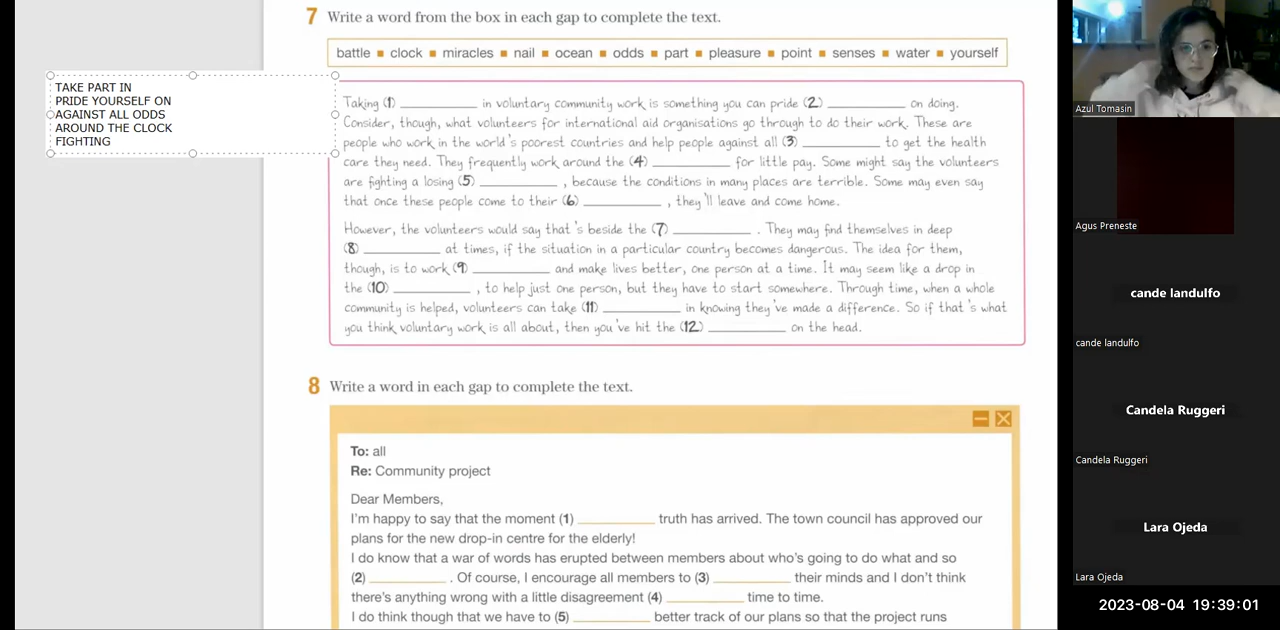 7 Write a word from the box in each gap to complete the text.
battle ■ clock ■ miracles ■ nail ■ ocean ■ odds ■ part ■ pleasure ■ point ■ senses ■ water ■ yourself
TAKE PART IN
PRIDE YOURSELF ON
AGAINST ALL ODDS
AROUND THE CLOCK
FIGHTING
Taking (1) ____________ in voluntary community work is something you can pride (2) ____________ on doing.
Consider, though, what volunteers for international aid organisations go through to do their work. These are
people who work in the world's poorest countries and help people against all (3) ____________ to get the health
care they need. They frequently work around the (4) ____________ for little pay. Some might say the volunteers
are fighting a losing (5) ____________ , because the conditions in many places are terrible. Some may even say
that once these people come to their (6) ____________ , they'll leave and come home.
However, the volunteers would say that's beside the (7) ____________ . They may find themselves in deep
(8) ____________ at times, if the situation in a particular country becomes dangerous. The idea for them,
though, is to work (9) ____________ and make lives better, one person at a time. It may seem like a drop in
the (10) ____________ , to help just one person, but they have to start somewhere. Through time, when a whole
community is helped, volunteers can take (11) ____________ in knowing they've made a difference. So if that's what
you think voluntary work is all about, then you've hit the (12) ____________ on the head.
8 Write a word in each gap to complete the text.
To: all
Re: Community project
Dear Members,
I'm happy to say that the moment (1) ____________ truth has arrived. The town council has approved our
plans for the new drop-in centre for the elderly!
I do know that a war of words has erupted between members about who's going to do what and so
(2) ____________ . Of course, I encourage all members to (3) ____________ their minds and I don't think
there's anything wrong with a little disagreement (4) ____________ time to time.
I do think though that we have to (5) ____________ better track of our plans so that the project runs
Azul Tomasin
Agus Preneste
cande landulfo
cande landulfo
Candela Ruggeri
Candela Ruggeri
Lara Ojeda
Lara Ojeda
2023-08-04 19:39:01